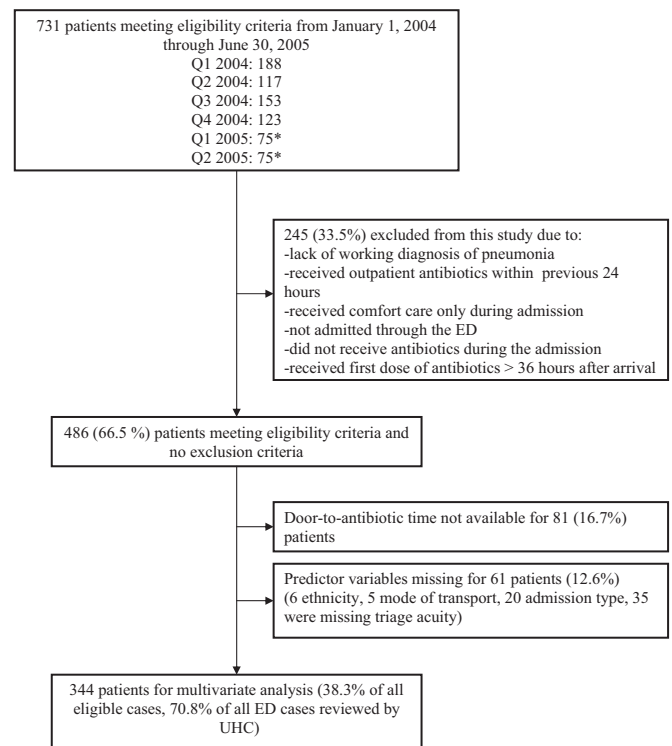 731 patients meeting eligibility criteria from January 1, 2004
through June 30, 2005
Q1 2004: 188
Q2 2004: 117
Q3 2004: 153
Q4 2004: 123
Q1 2005: 75*
Q2 2005: 75*
245 (33.5%) excluded from this study due to:
-lack of working diagnosis of pneumonia
-received outpatient antibiotics within previous 24
hours
-received comfort care only during admission
-not admitted through the ED
-did not receive antibiotics during the admission
-received first dose of antibiotics > 36 hours after arrival
486 (66.5 %) patients meeting eligibility criteria and
no exclusion criteria
Door-to-antibiotic time not available for 81 (16.7%)
patients
Predictor variables missing for 61 patients (12.6%)
(6 ethnicity, 5 mode of transport, 20 admission type, 35
were missing triage acuity)
344 patients for multivariate analysis (38.3% of all
eligible cases, 70.8% of all ED cases reviewed by
UHC)